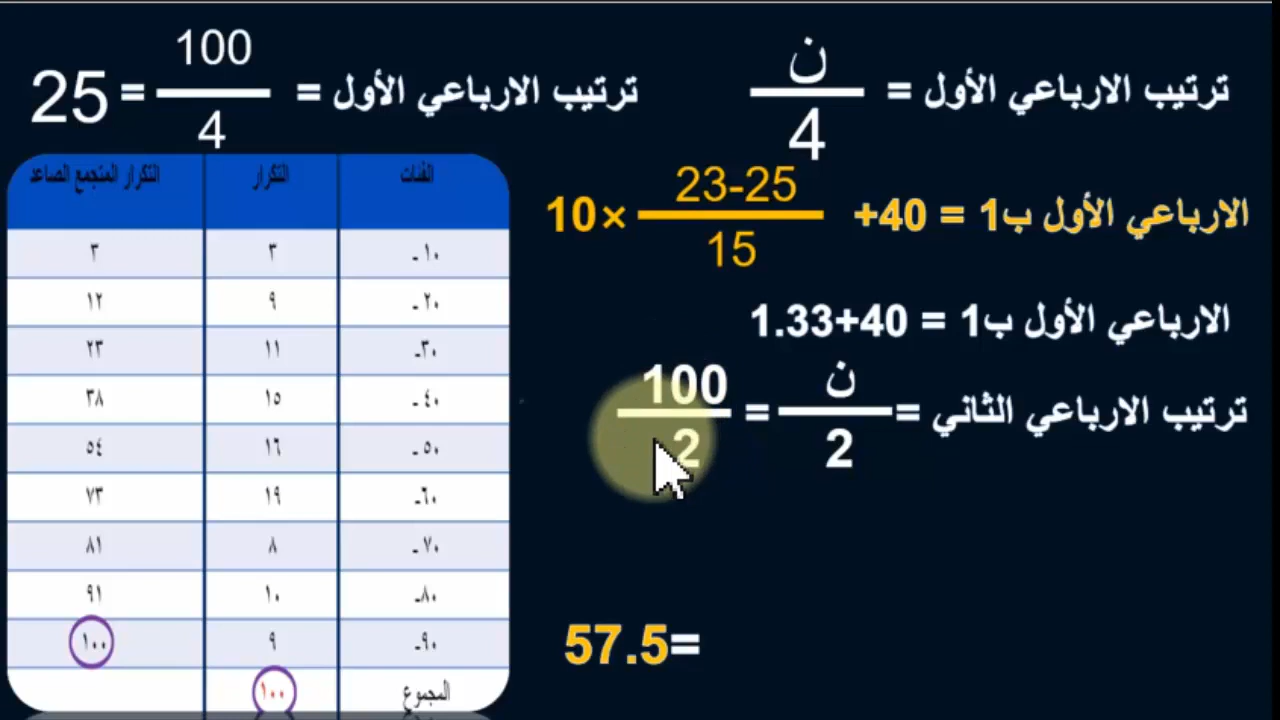 ترتيب الارباعي الأول = ن / 4
ترتيب الارباعي الأول = 100 / 4 = 25
الارباعي الأول ب1 = 40+ 23-25 / 15 ×10
الارباعي الأول ب1 = 1.33+40
ترتيب الارباعي الثاني = ن / 2 = 100 / 2
57.5=
الفئات التكرار التكرار المتجمع الصاعد
١٠- ٣ ٣
٢٠- ٩ ١٢
٣٠- ١١ ٢٣
٤٠- ١٥ ٣٨
٥٠- ١٦ ٥٤
٦٠- ١٩ ٧٣
٧٠- ٨ ٨١
٨٠- ١٠ ٩١
٩٠- ٩ ١٠٠
المجموع ١٠٠